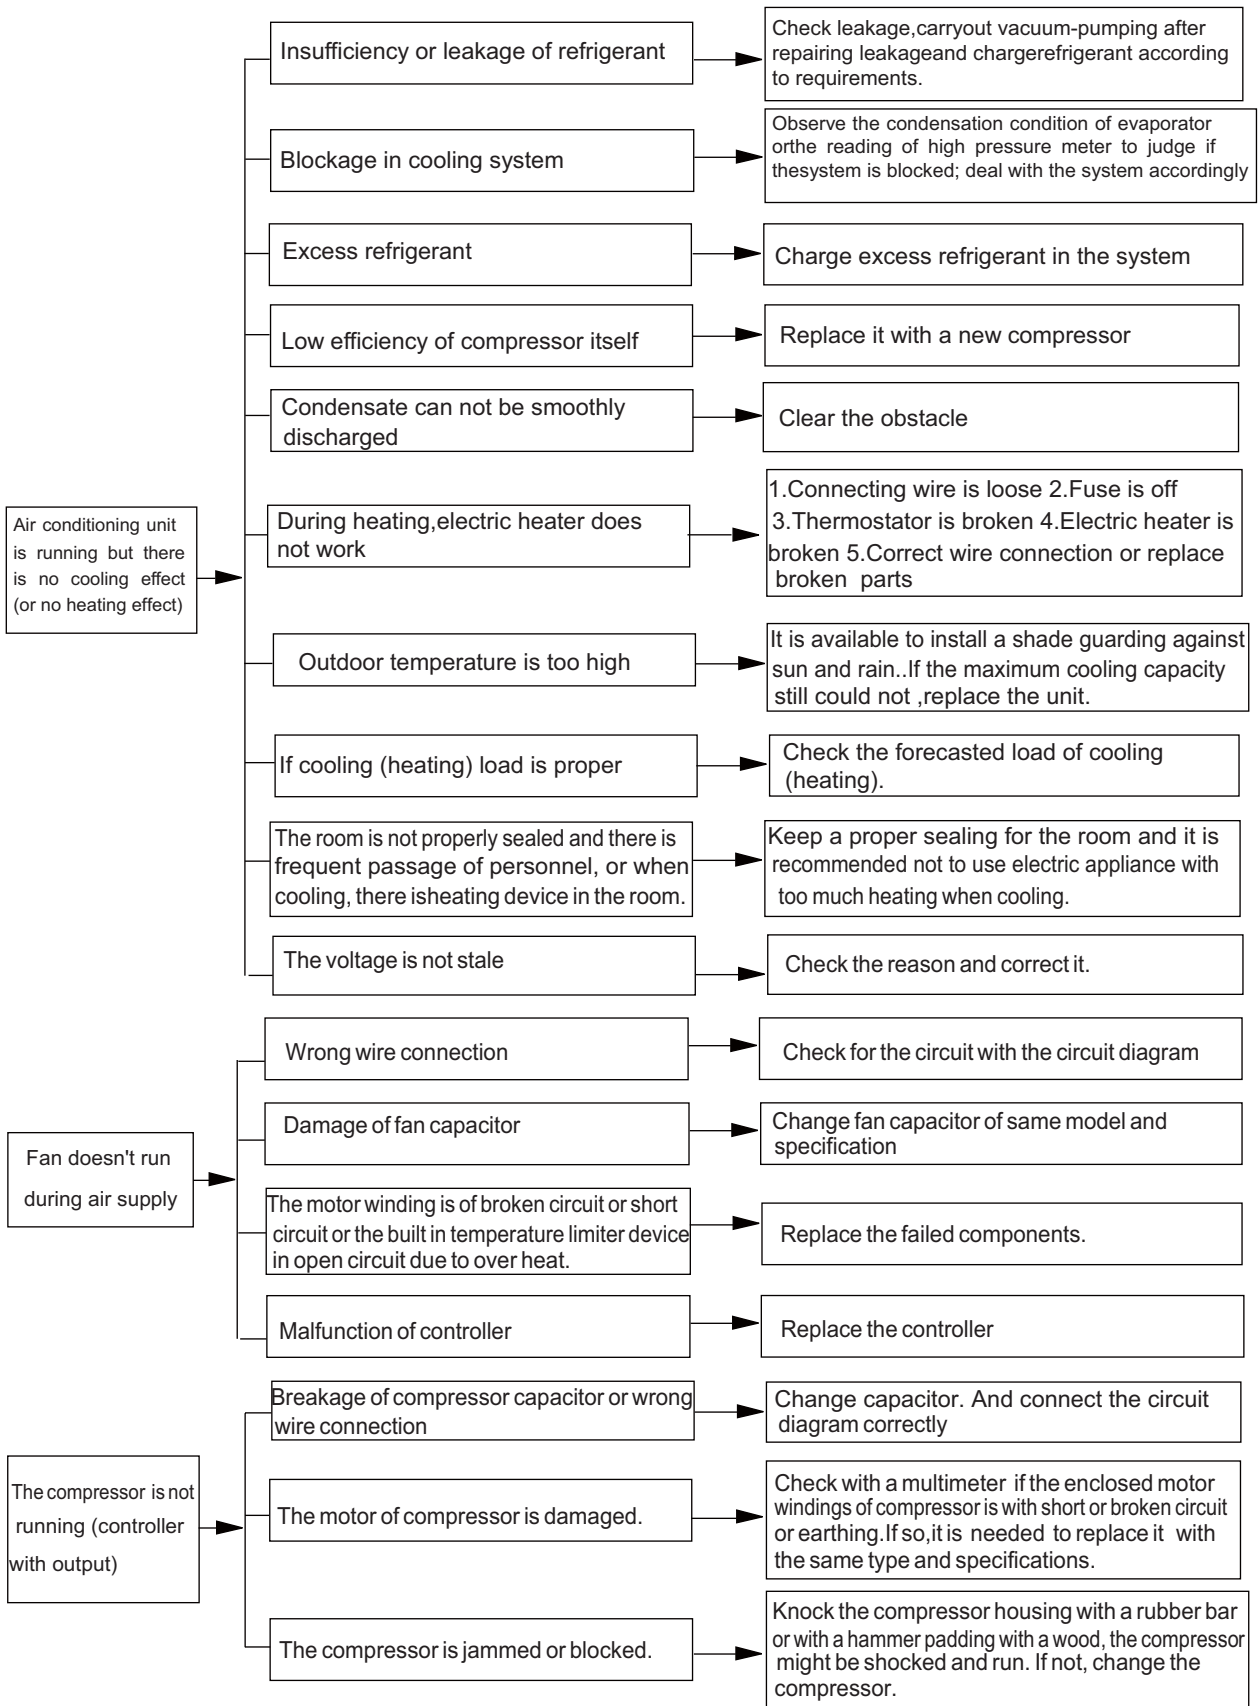 Air conditioning unit
is running but there
is no cooling effect
(or no heating effect)
Insufficiency or leakage of refrigerant
Check leakage,carryout vacuum-pumping after
repairing leakageand chargerefrigerant according
to requirements.
Blockage in cooling system
Observe the condensation condition of evaporator
orthe reading of high pressure meter to judge if
thesystem is blocked; deal with the system accordingly
Excess refrigerant
Charge excess refrigerant in the system
Low efficiency of compressor itself
Replace it with a new compressor
Condensate can not be smoothly
discharged
Clear the obstacle
During heating,electric heater does
not work
1.Connecting wire is loose 2.Fuse is off
3.Thermostator is broken 4.Electric heater is
broken 5.Correct wire connection or replace
broken parts
Outdoor temperature is too high
It is available to install a shade guarding against
sun and rain..If the maximum cooling capacity
still could not ,replace the unit.
If cooling (heating) load is proper
Check the forecasted load of cooling
(heating).
The room is not properly sealed and there is
frequent passage of personnel, or when
cooling, there isheating device in the room.
Keep a proper sealing for the room and it is
recommended not to use electric appliance with
too much heating when cooling.
The voltage is not stale
Check the reason and correct it.
Fan doesn't run
during air supply
Wrong wire connection
Check for the circuit with the circuit diagram
Damage of fan capacitor
Change fan capacitor of same model and
specification
The motor winding is of broken circuit or short
circuit or the built in temperature limiter device
in open circuit due to over heat.
Replace the failed components.
Malfunction of controller
Replace the controller
The compressor is not
running (controller
with output)
Breakage of compressor capacitor or wrong
wire connection
Change capacitor. And connect the circuit
diagram correctly
The motor of compressor is damaged.
Check with a multimeter if the enclosed motor
windings of compressor is with short or broken circuit
or earthing.If so,it is needed to replace it with
the same type and specifications.
The compressor is jammed or blocked.
Knock the compressor housing with a rubber bar
or with a hammer padding with a wood, the compressor
might be shocked and run. If not, change the
compressor.